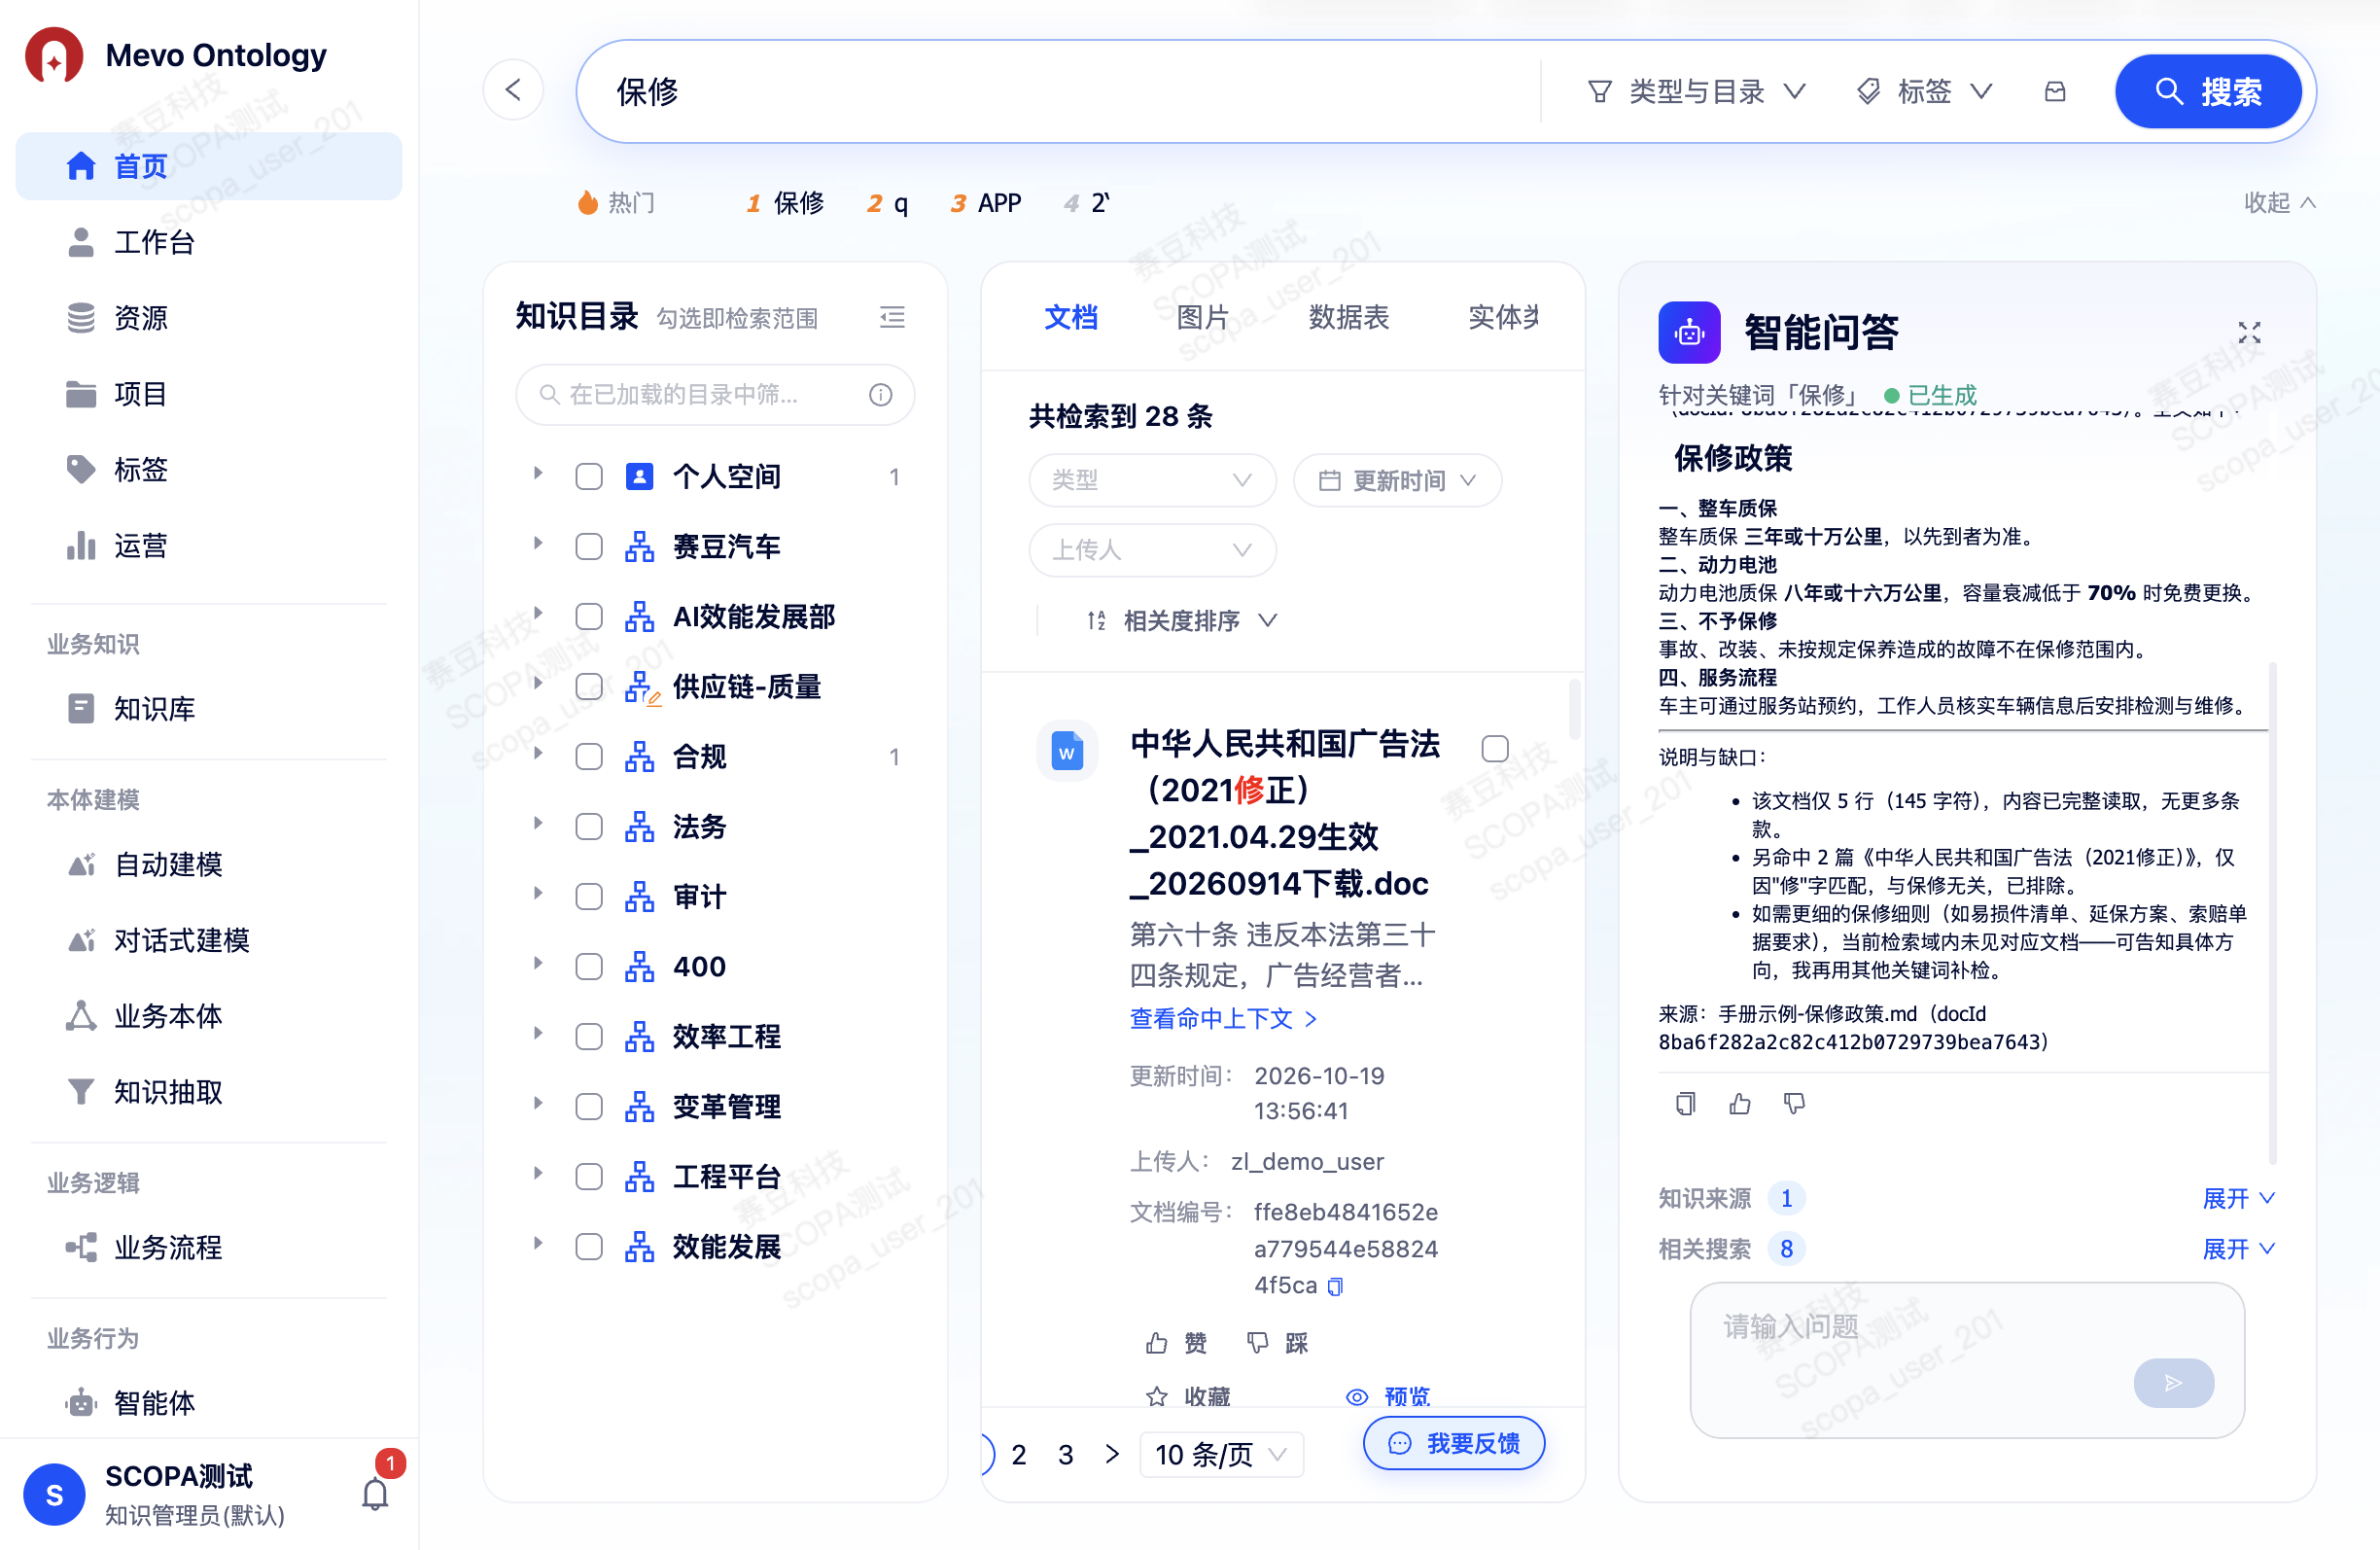 Mevo Ontology
首页
工作台
资源
项目
标签
运营
业务知识
知识库
本体建模
自动建模
对话式建模
业务本体
知识抽取
业务逻辑
业务流程
业务行为
智能体
S
SCOPA测试
知识管理员(默认)
1
保修
类型与目录
标签
搜索
热门 1 保修 2 q 3 APP 4 2‘
收起
知识目录 勾选即检索范围
在已加载的目录中筛...
个人空间 1
赛豆汽车
AI效能发展部
供应链-质量
合规 1
法务
审计
400
效率工程
变革管理
工程平台
效能发展
文档 图片 数据表
共检索到 28 条
类型 更新时间
上传人
相关度排序
中华人民共和国广告法
（2021修正）
_2021.04.29生效
_20260914下载.doc
第六十条 违反本法第三十
四条规定，广告经营者...
查看命中上下文
更新时间： 2026-10-19
13:56:41
上传人： zl_demo_user
文档编号： ffe8eb4841652e
a779544e58824
4f5ca
赞 踩
收藏 预览
2 3 10 条/页
我要反馈
智能问答
针对关键词「保修」 已生成
保修政策
一、整车质保
整车质保 三年或十万公里，以先到者为准。
二、动力电池
动力电池质保 八年或十六万公里，容量衰减低于 70% 时免费更换。
三、不予保修
事故、改装、未按规定保养造成的故障不在保修范围内。
四、服务流程
车主可通过服务站预约，工作人员核实车辆信息后安排检测与维修。
说明与缺口：
• 该文档仅 5 行（145 字符），内容已完整读取，无更多条
款。
• 另命中 2 篇《中华人民共和国广告法（2021修正）》，仅
因"修"字匹配，与保修无关，已排除。
• 如需更细的保修细则（如易损件清单、延保方案、索赔单
据要求），当前检索域内未见对应文档——可告知具体方
向，我再用其他关键词补检。
来源：手册示例-保修政策.md（docId
8ba6f282a2c82c412b0729739bea7643）
知识来源 1 展开
相关搜索 8 展开
请输入问题
赛豆科技
SCOPA测试
scopa_user_201